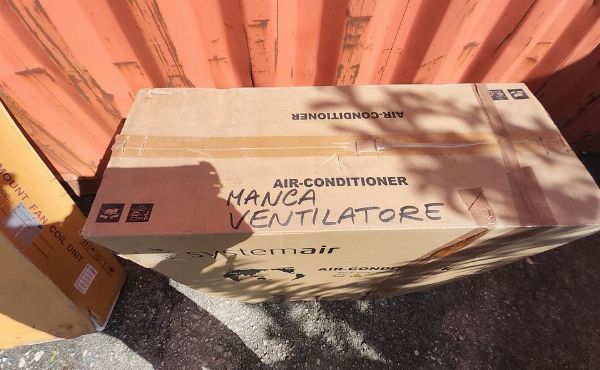 AIR-CONDITIONER
AIR-CONDITIONER
MANCA
VENTILATORE
systemair
AIR-CONDI
MOUNT FAN
COIL UNIT